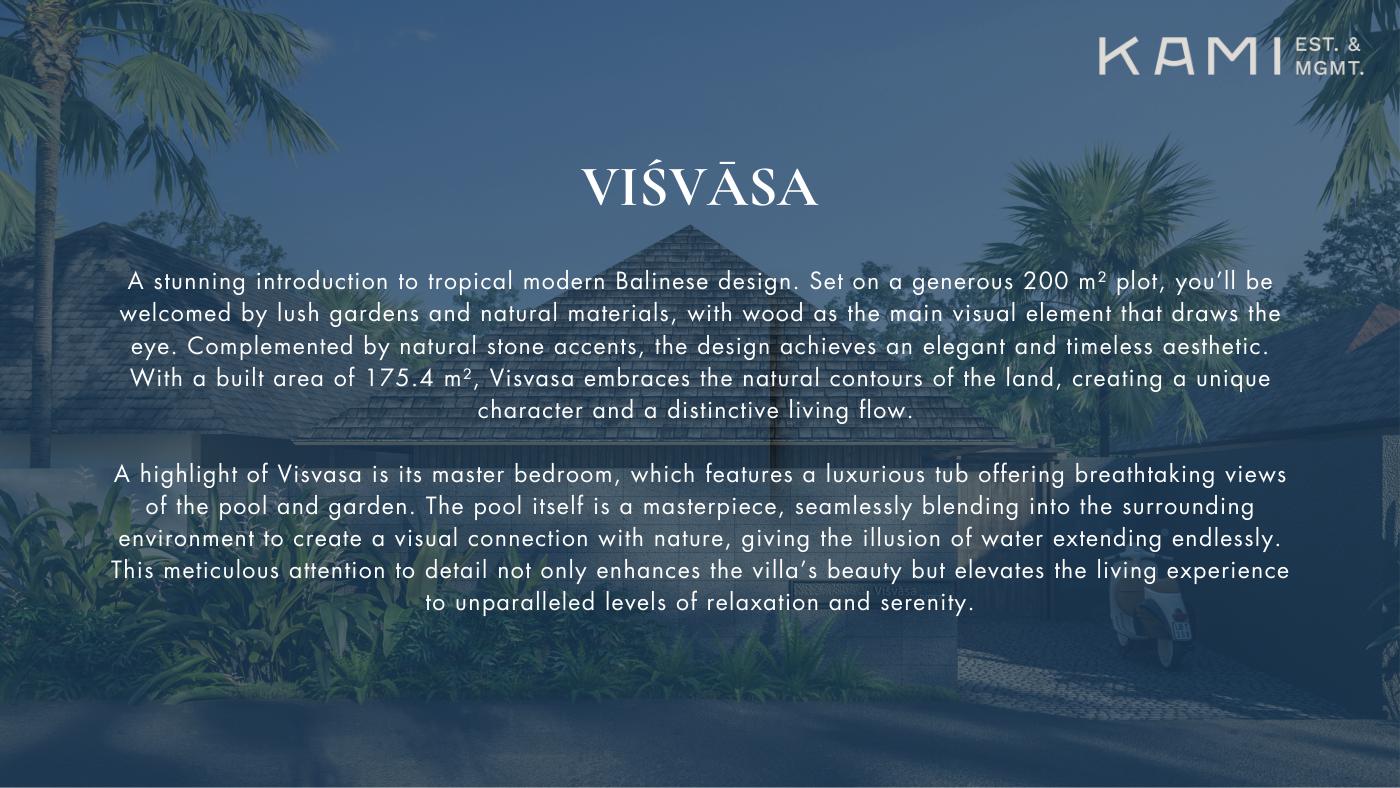 KAMI EST. &
MGMT.
VIŚVĀSA
A stunning introduction to tropical modern Balinese design. Set on a generous 200 m² plot, you’ll be
welcomed by lush gardens and natural materials, with wood as the main visual element that draws the
eye. Complemented by natural stone accents, the design achieves an elegant and timeless aesthetic.
With a built area of 175.4 m², Visvasa embraces the natural contours of the land, creating a unique
character and a distinctive living flow.
A highlight of Visvasa is its master bedroom, which features a luxurious tub offering breathtaking views
of the pool and garden. The pool itself is a masterpiece, seamlessly blending into the surrounding
environment to create a visual connection with nature, giving the illusion of water extending endlessly.
This meticulous attention to detail not only enhances the villa’s beauty but elevates the living experience
Visvasa
to unparalleled levels of relaxation and serenity.